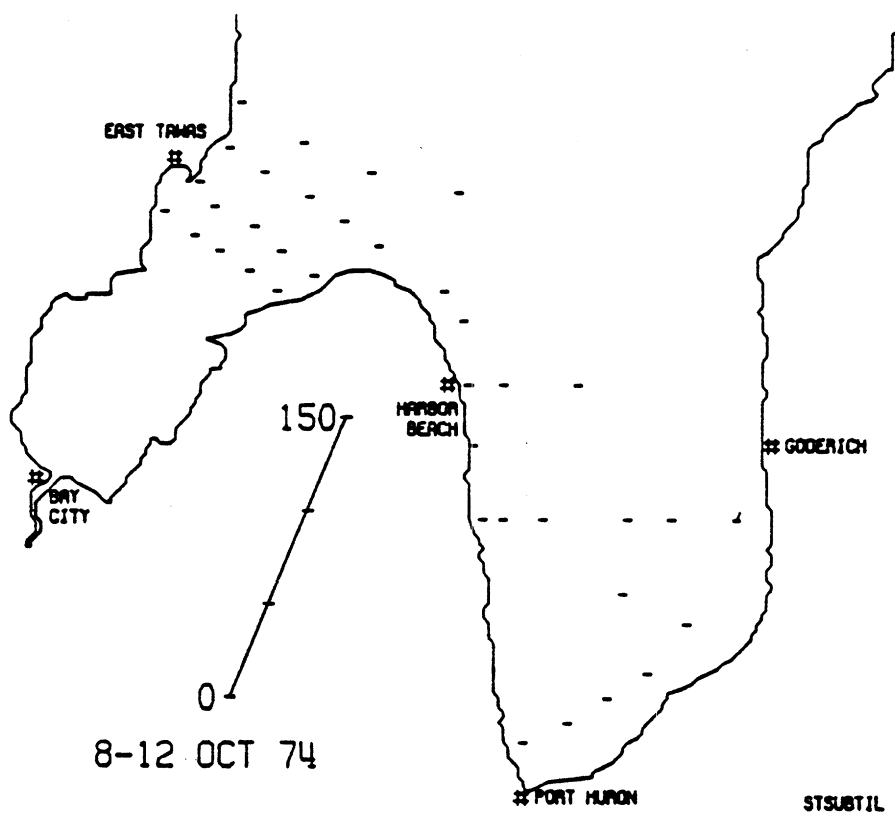 EAST TAWAS
150
HARBOR
BEACH
# GODERICH
BAY
CITY
0
8-12 OCT 74
# PORT HURON
STSUBTIL